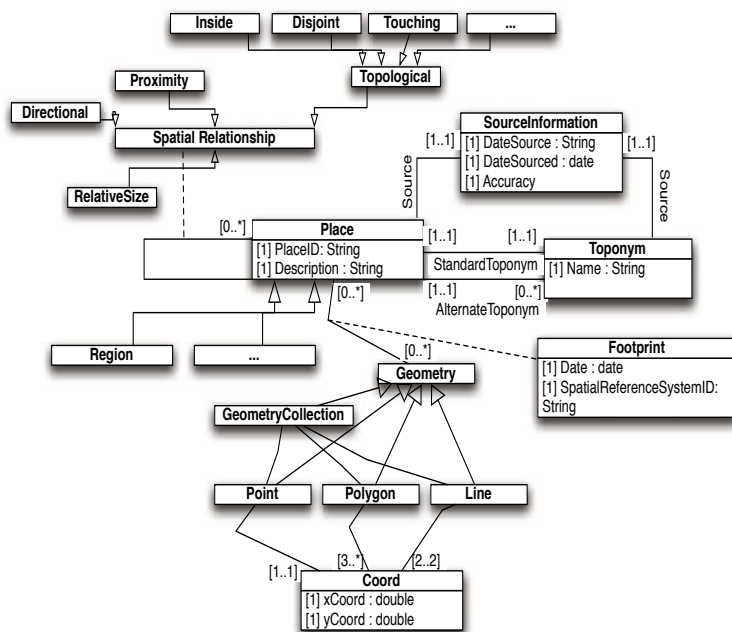 Inside
Disjoint
Touching
...
Topological
Proximity
Directional
Spatial Relationship
RelativeSize
SourceInformation
[1] DateSource : String
[1] DateSourced : date
[1] Accuracy
[1..1]
[1..1]
Source
Source
[0..*]
Place
[1] PlaceID: String
[1] Description : String
[1..1]
[1..1]
StandardToponym
Toponym
[1] Name : String
[0..*]
[1..1]
[0..*]
AlternateToponym
Region
...
[0..*]
Geometry
Footprint
[1] Date : date
[1] SpatialReferenceSystemID:
String
GeometryCollection
Point
Polygon
Line
[1..1]
[3..*]
[2..2]
Coord
[1] xCoord : double
[1] yCoord : double